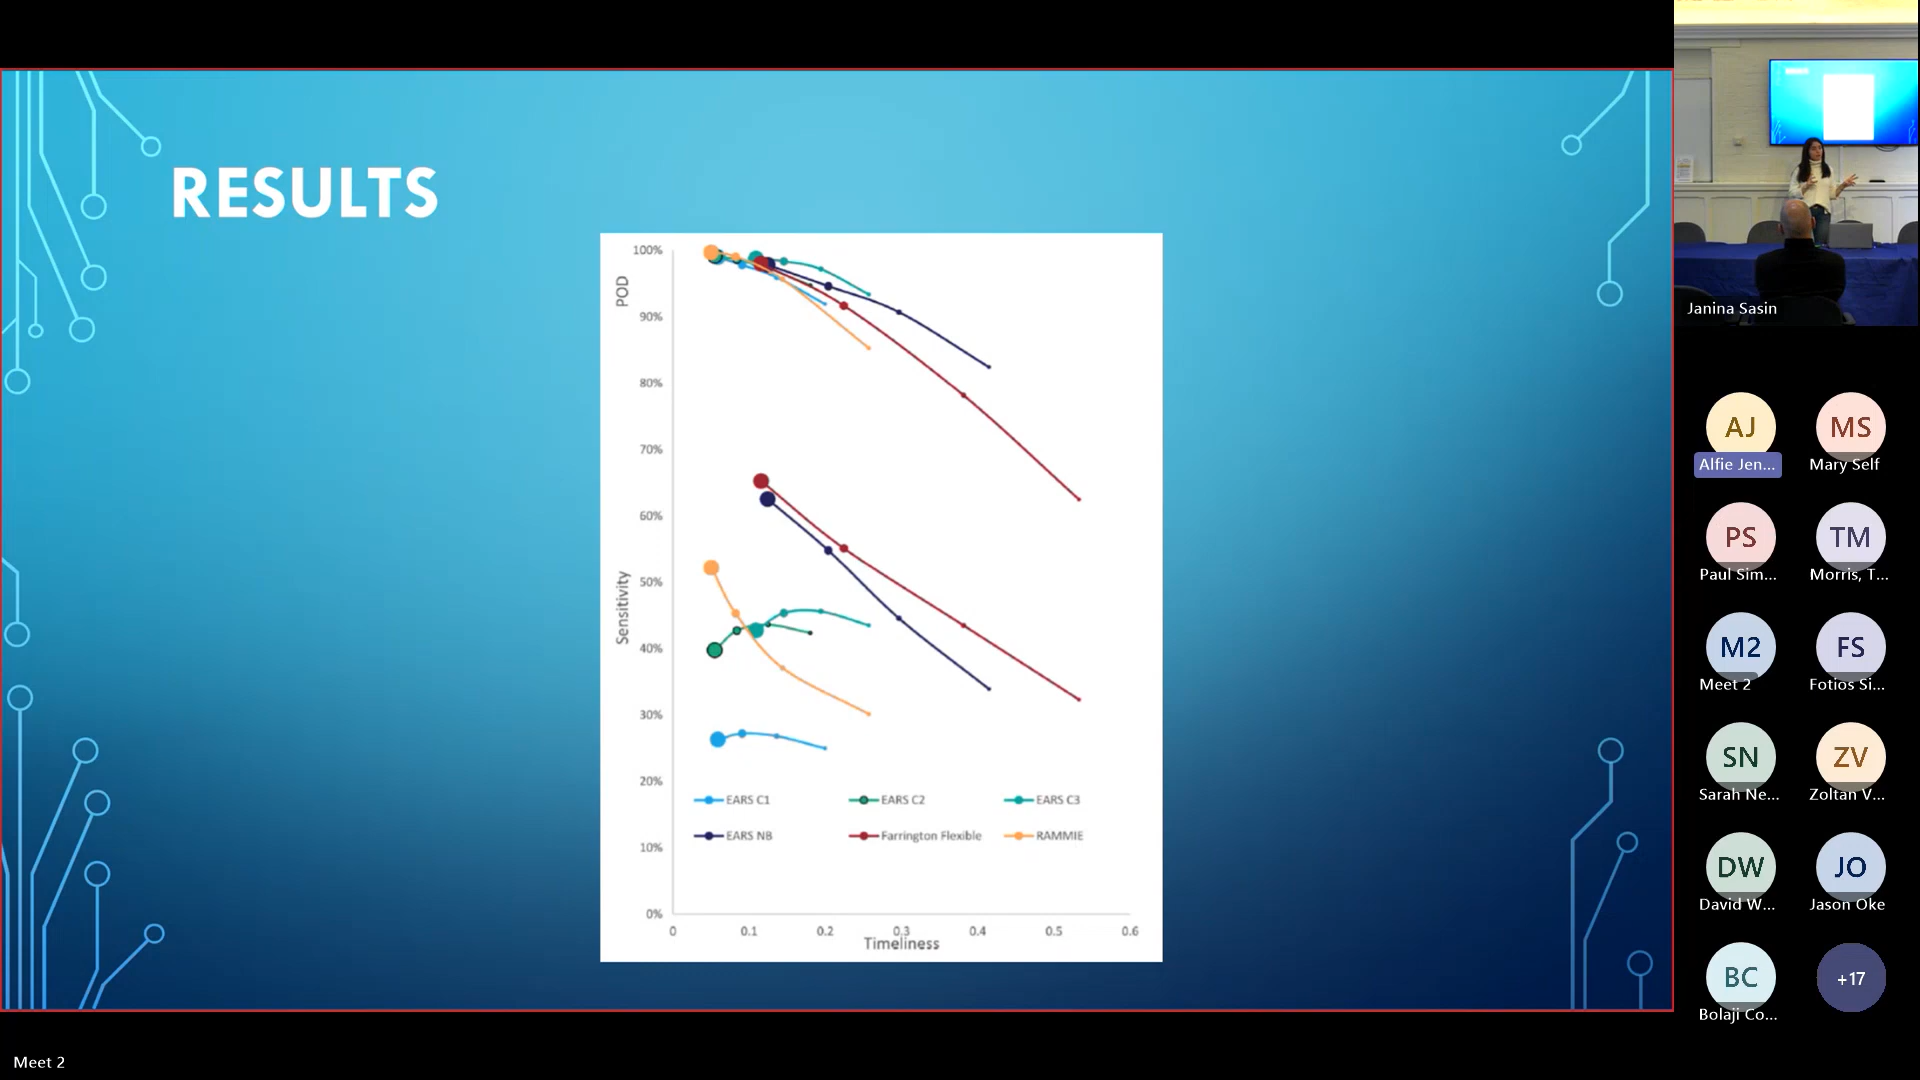 RESULTS
100%
POD
90%
80%
70%
60%
50%
Sensitivity
40%
30%
20%
EARS C1
EARS C2
EARS C3
EARS NB
Farrington Flexible
RAMMIE
10%
0%
0 0.1 0.2 0.3 0.4 0.5 0.6
Timeliness
Janina Sasin
AJ
Alfie Jen...
MS
Mary Self
PS
Paul Sim...
TM
Morris, T...
M2
Meet 2
FS
Fotios Si...
SN
Sarah Ne...
ZV
Zoltan V...
DW
David W...
JO
Jason Oke
BC
Bolaji Co...
+17
Meet 2